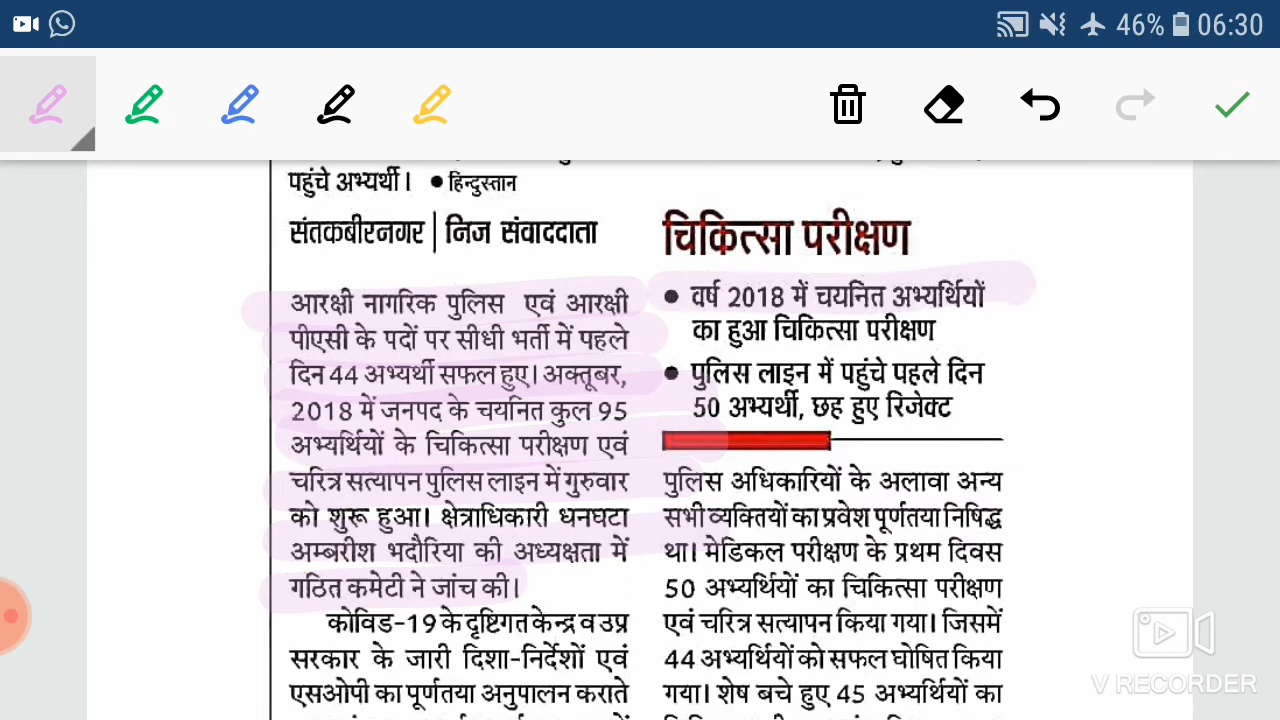 46% 06:30
पहुंचे अभ्यर्थी। ● हिन्दुस्तान
संतकबीरनगर | निज संवाददाता
आरक्षी नागरिक पुलिस एवं आरक्षी
पीएसी के पदों पर सीधी भर्ती में पहले
दिन 44 अभ्यर्थी सफल हुए। अक्तूबर,
2018 में जनपद के चयनित कुल 95
अभ्यर्थियों के चिकित्सा परीक्षण एवं
चरित्र सत्यापन पुलिस लाइन में गुरुवार
को शुरू हुआ। क्षेत्राधिकारी धनघटा
अम्बरीश भदौरिया की अध्यक्षता में
गठित कमेटी ने जांच की।
कोविड-19 के दृष्टिगत केन्द्र व उप्र
सरकार के जारी दिशा-निर्देशों एवं
एसओपी का पूर्णतया अनुपालन कराते
चिकित्सा परीक्षण
● वर्ष 2018 में चयनित अभ्यर्थियों
का हुआ चिकित्सा परीक्षण
● पुलिस लाइन में पहुंचे पहले दिन
50 अभ्यर्थी, छह हुए रिजेक्ट
पुलिस अधिकारियों के अलावा अन्य
सभी व्यक्तियों का प्रवेश पूर्णतया निषिद्ध
था। मेडिकल परीक्षण के प्रथम दिवस
50 अभ्यर्थियों का चिकित्सा परीक्षण
एवं चरित्र सत्यापन किया गया। जिसमें
44 अभ्यर्थियों को सफल घोषित किया
गया। शेष बचे हुए 45 अभ्यर्थियों का
V RECORDER